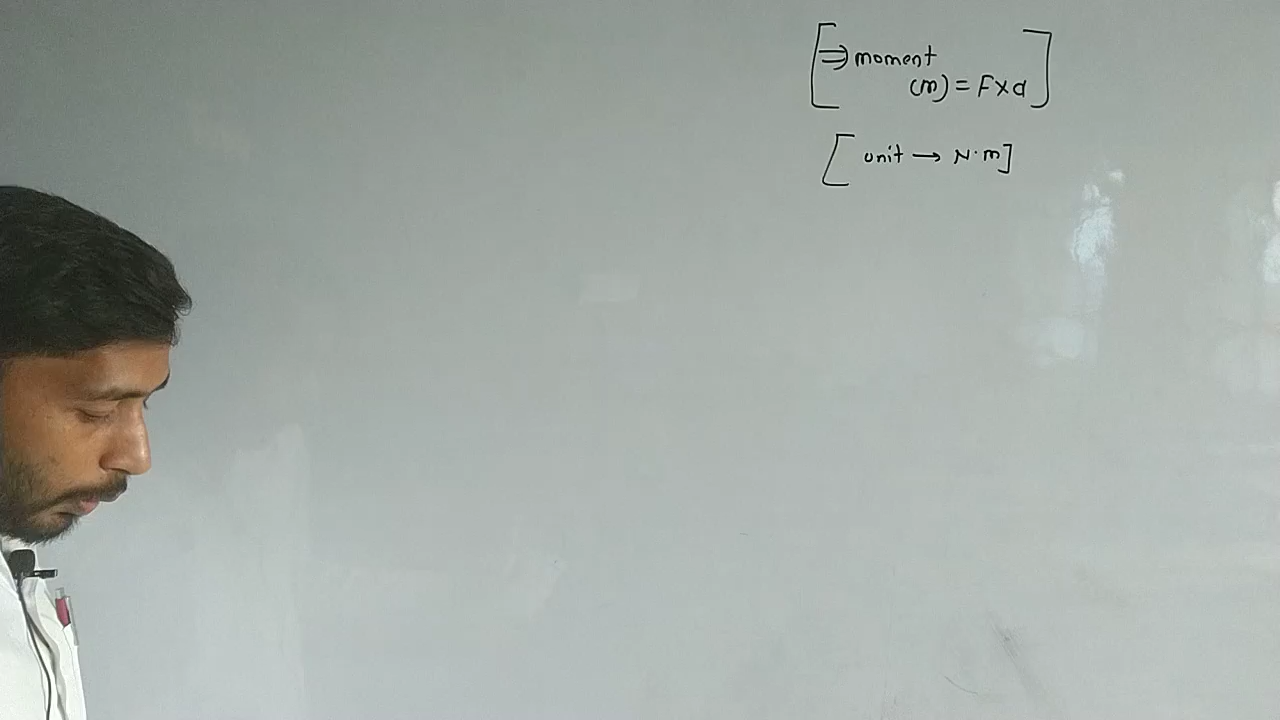 [⇒ moment
(m) = F×d]
[unit → N·m]